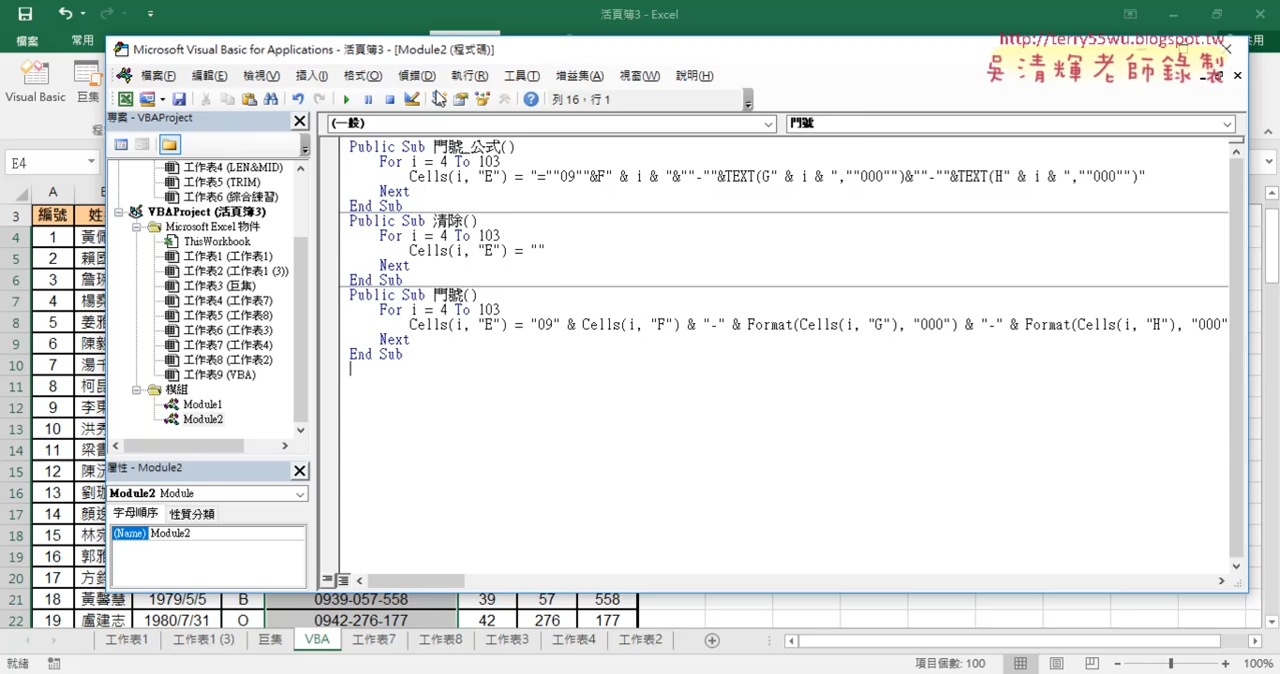 活頁簿3 - Excel
http://terry55wu.blogspot.tw
吳清輝老師錄製
檔案
常用
共用
Microsoft Visual Basic for Applications - 活頁簿3 - [Module2 (程式碼)]
檔案(F) 編輯(E) 檢視(V) 插入(I) 格式(O) 偵錯(D) 執行(R) 工具(T) 增益集(A) 視窗(W) 說明(H)
列 16，行 1
Visual Basic 巨集
專案 - VBAProject
(一般)
門號
工作表4 (LEN&MID)
工作表5 (TRIM)
工作表6 (綜合練習)
VBAProject (活頁簿3)
Microsoft Excel 物件
ThisWorkbook
工作表1 (工作表1)
工作表2 (工作表1 (3))
工作表3 (巨集)
工作表4 (工作表7)
工作表5 (工作表8)
工作表6 (工作表3)
工作表7 (工作表4)
工作表8 (工作表2)
工作表9 (VBA)
模組
Module1
Module2
屬性 - Module2
Module2 Module
字母順序 性質分類
(Name) Module2
Public Sub 門號_公式()
For i = 4 To 103
Cells(i, "E") = "=""09""&F" & i & "&""-""&TEXT(G" & i & ",""000"")&""-""&TEXT(H" & i & ",""000"")"
Next
End Sub
Public Sub 清除()
For i = 4 To 103
Cells(i, "E") = ""
Next
End Sub
Public Sub 門號()
For i = 4 To 103
Cells(i, "E") = "09" & Cells(i, "F") & "-" & Format(Cells(i, "G"), "000") & "-" & Format(Cells(i, "H"), "000"
Next
End Sub
E4
A
3 編號 姓
4 1
5 2
6 3
7 4
8 5
9 6
10 7
11 8
12 9
13 10
14 11
15 12
16 13
17 14
18 15
19 16
20 17
21 18 黃馨慧 1979/5/5 B 0939-057-558 39 57 558
22 19 盧建志 1980/7/31 O 0942-276-177 42 276 177
工作表1 工作表1 (3) 巨集 VBA 工作表7 工作表8 工作表3 工作表4 工作表2
就緒
項目個數: 100
100%